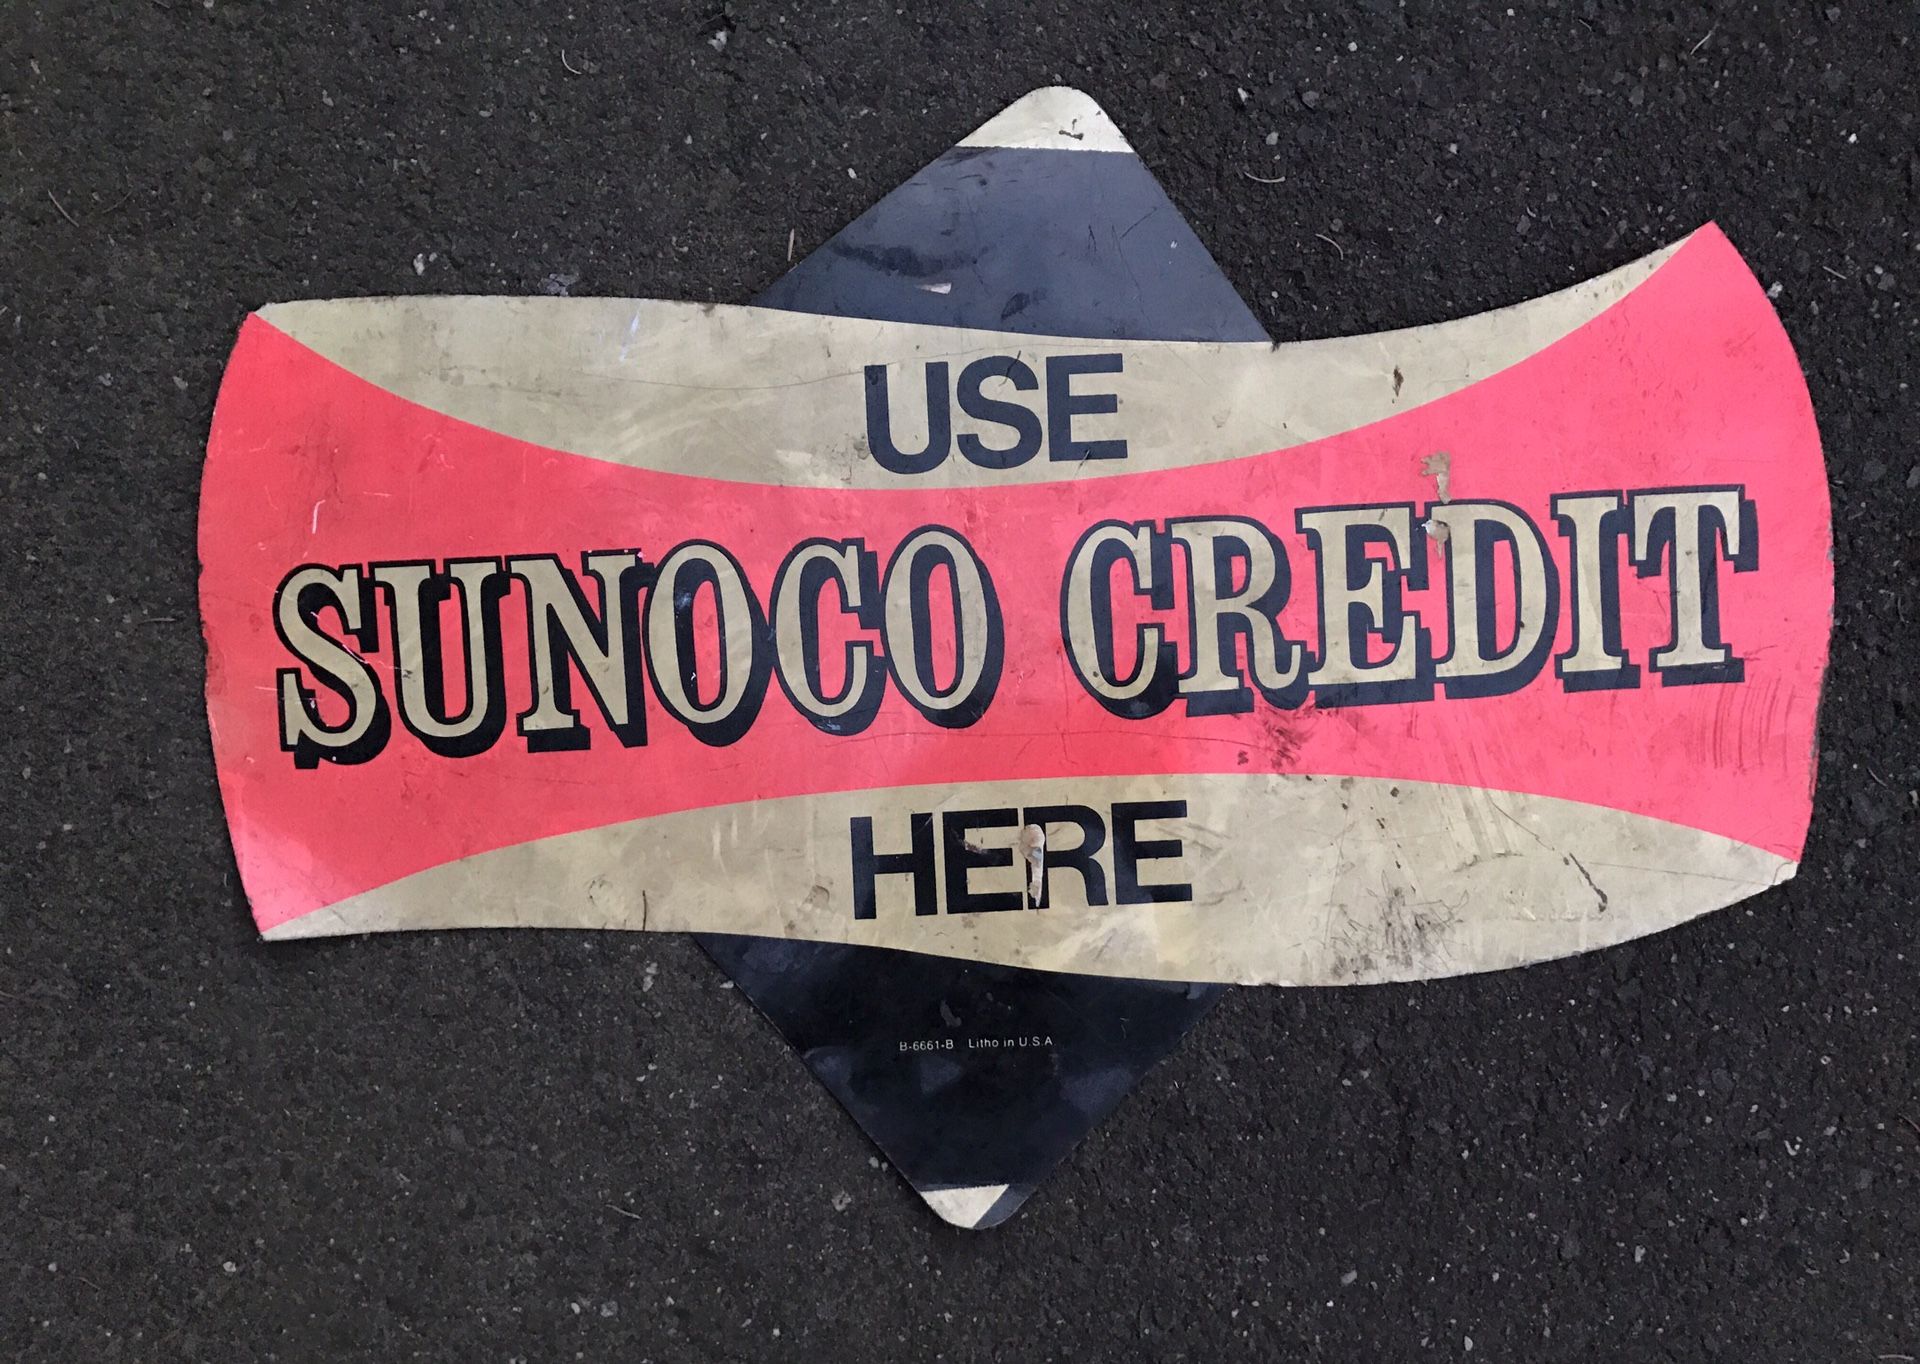 USE
SUNOCO CREDIT
HERE
B-6661-B Litho in U.S.A